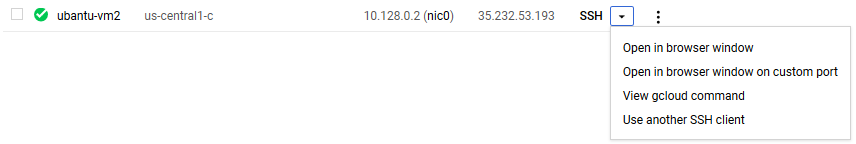 ubantu-vm2 us-central1-c 10.128.0.2 (nic0) 35.232.53.193 SSH
Open in browser window
Open in browser window on custom port
View gcloud command
Use another SSH client